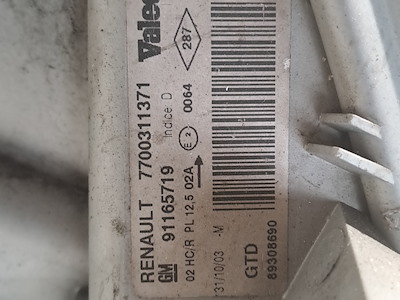 RENAULT 7700311371 Valeo
GM 91165719 Indice D 287
02 HC/R PL 12,5 02A E2 0064
31/10/03 -M
GTD
89308690